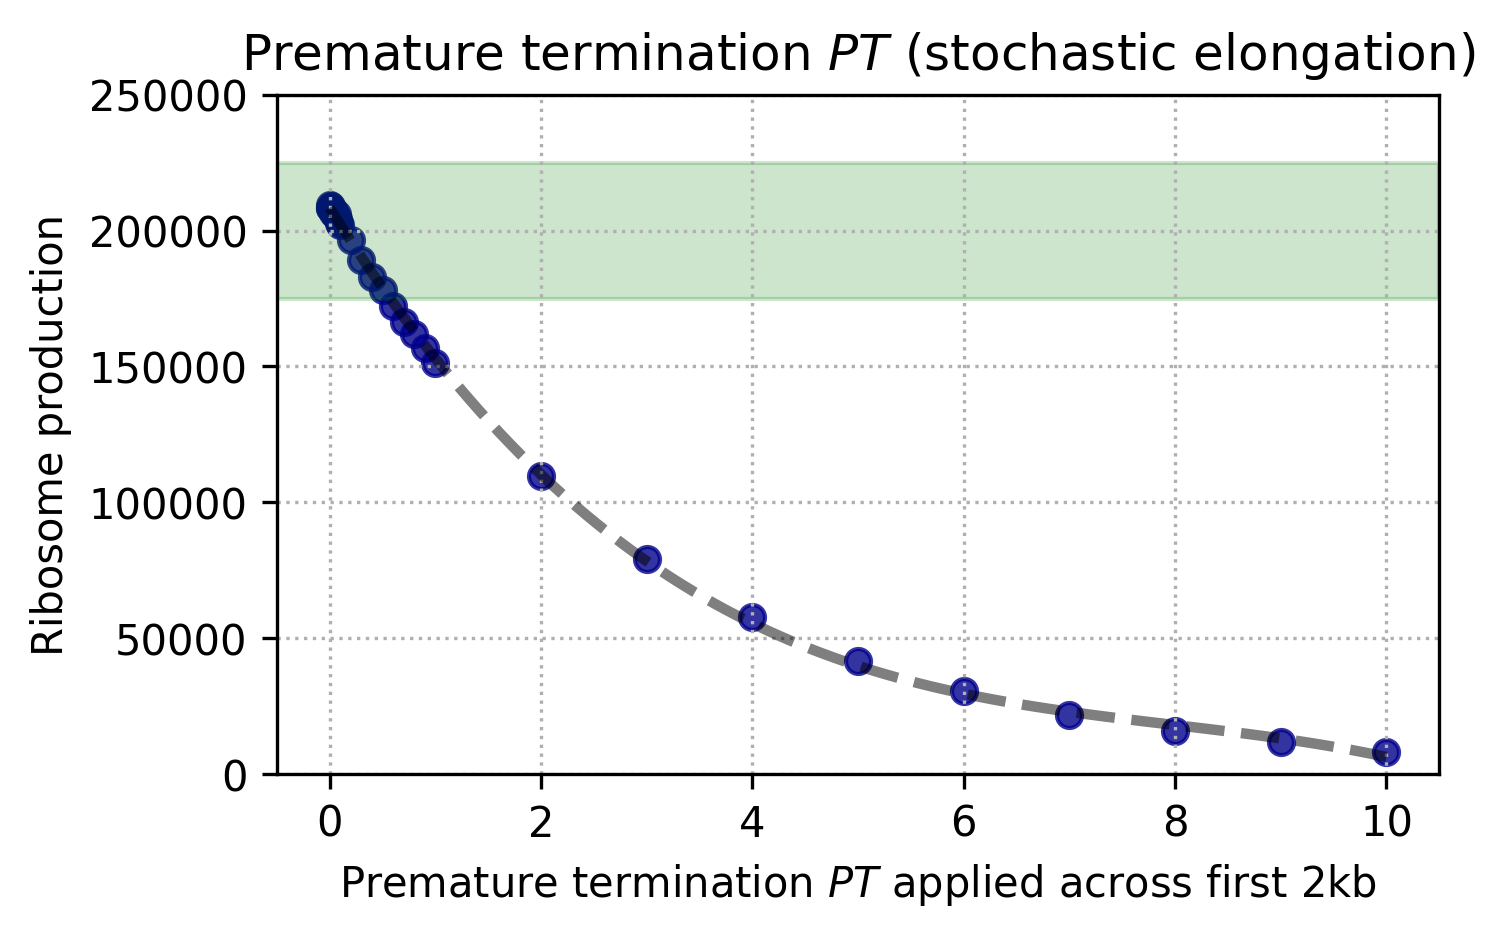 Premature termination PT (stochastic elongation)
250000
200000
150000
100000
50000
0
Ribosome production
0 2 4 6 8 10
Premature termination PT applied across first 2kb